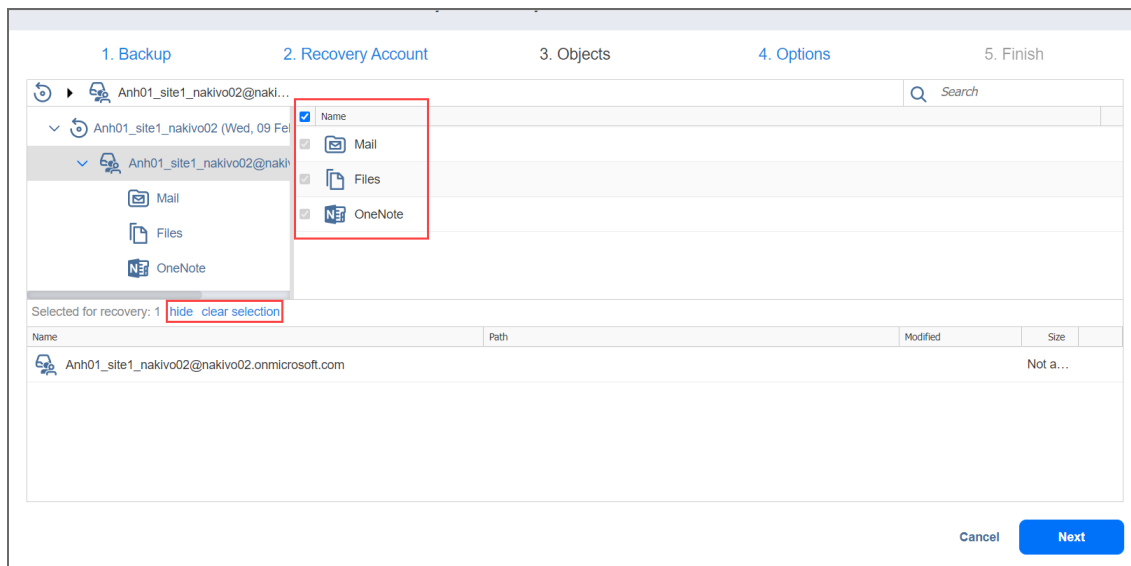 1. Backup 2. Recovery Account 3. Objects 4. Options 5. Finish
Anh01_site1_nakivo02@naki... Search
Anh01_site1_nakivo02 (Wed, 09 Fel
Name
Anh01_site1_nakivo02@nakiv
Mail
Mail
Files
Files
OneNote
OneNote
Selected for recovery: 1 hide clear selection
Name Path Modified Size
Anh01_site1_nakivo02@nakivo02.onmicrosoft.com Not a...
Cancel Next